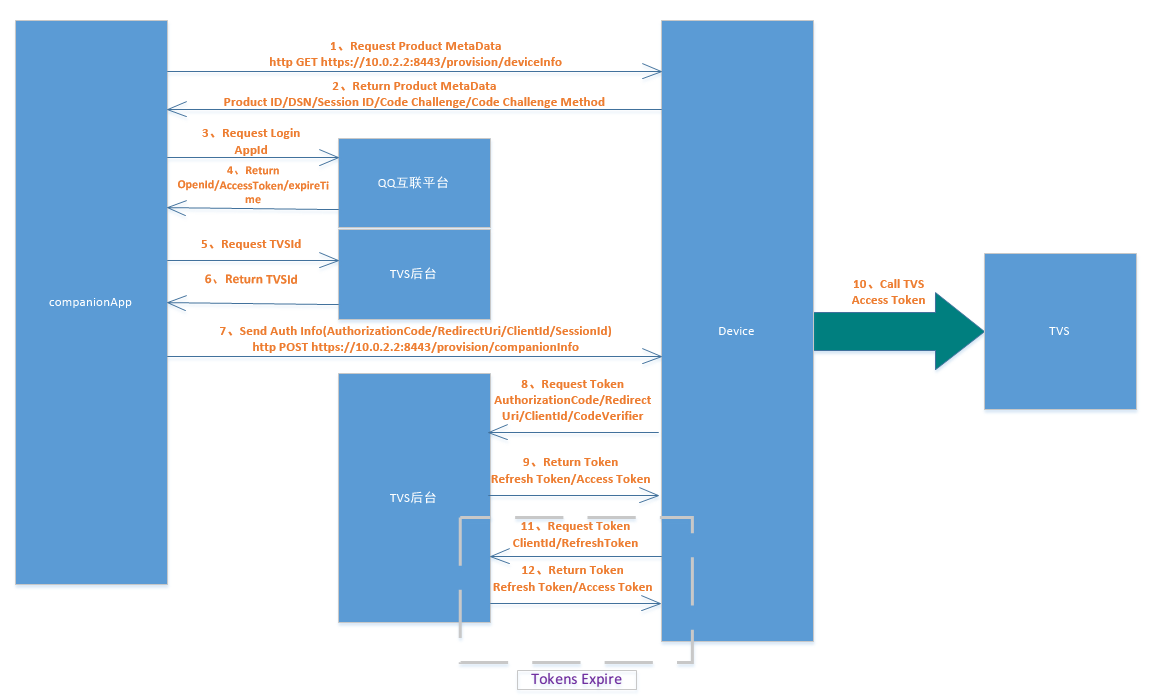 1、Request Product MetaData
http GET https://10.0.2.2:8443/provision/deviceInfo
2、Return Product MetaData
Product ID/DSN/Session ID/Code Challenge/Code Challenge Method
3、Request Login
AppId
4、Return
OpenId/AccessToken/expireTi
me
QQ互联平台
5、Request TVSId
TVS后台
6、Return TVSId
companionApp
7、Send Auth Info(AuthorizationCode/RedirectUri/ClientId/SessionId)
http POST https://10.0.2.2:8443/provision/companionInfo
Device
10、Call TVS
Access Token
TVS
8、Request Token
AuthorizationCode/Redirect
Uri/ClientId/CodeVerifier
9、Return Token
Refresh Token/Access Token
TVS后台
11、Request Token
ClientId/RefreshToken
12、Return Token
Refresh Token/Access Token
Tokens Expire